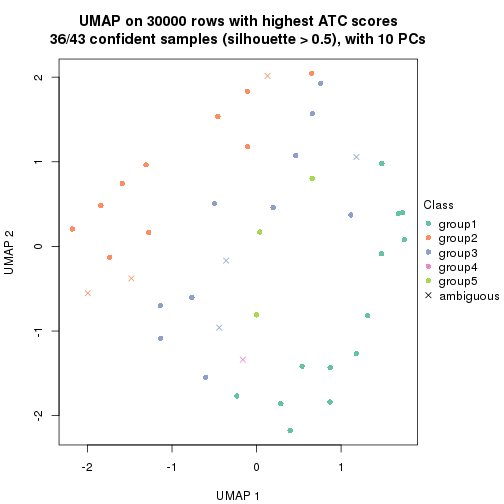 UMAP on 30000 rows with highest ATC scores
36/43 confident samples (silhouette > 0.5), with 10 PCs
2
1
0
-1
-2
UMAP 2
-2
-1
0
1
UMAP 1
Class
group1
group2
group3
group4
group5
ambiguous